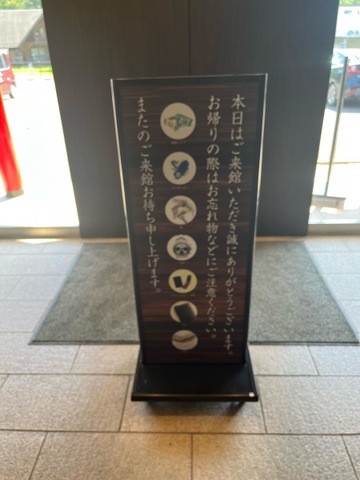 本日はご来館いただき誠にありがとうございます。
お帰りの際はお忘れ物などにご注意ください。
またのご来館お待ち申し上げます。